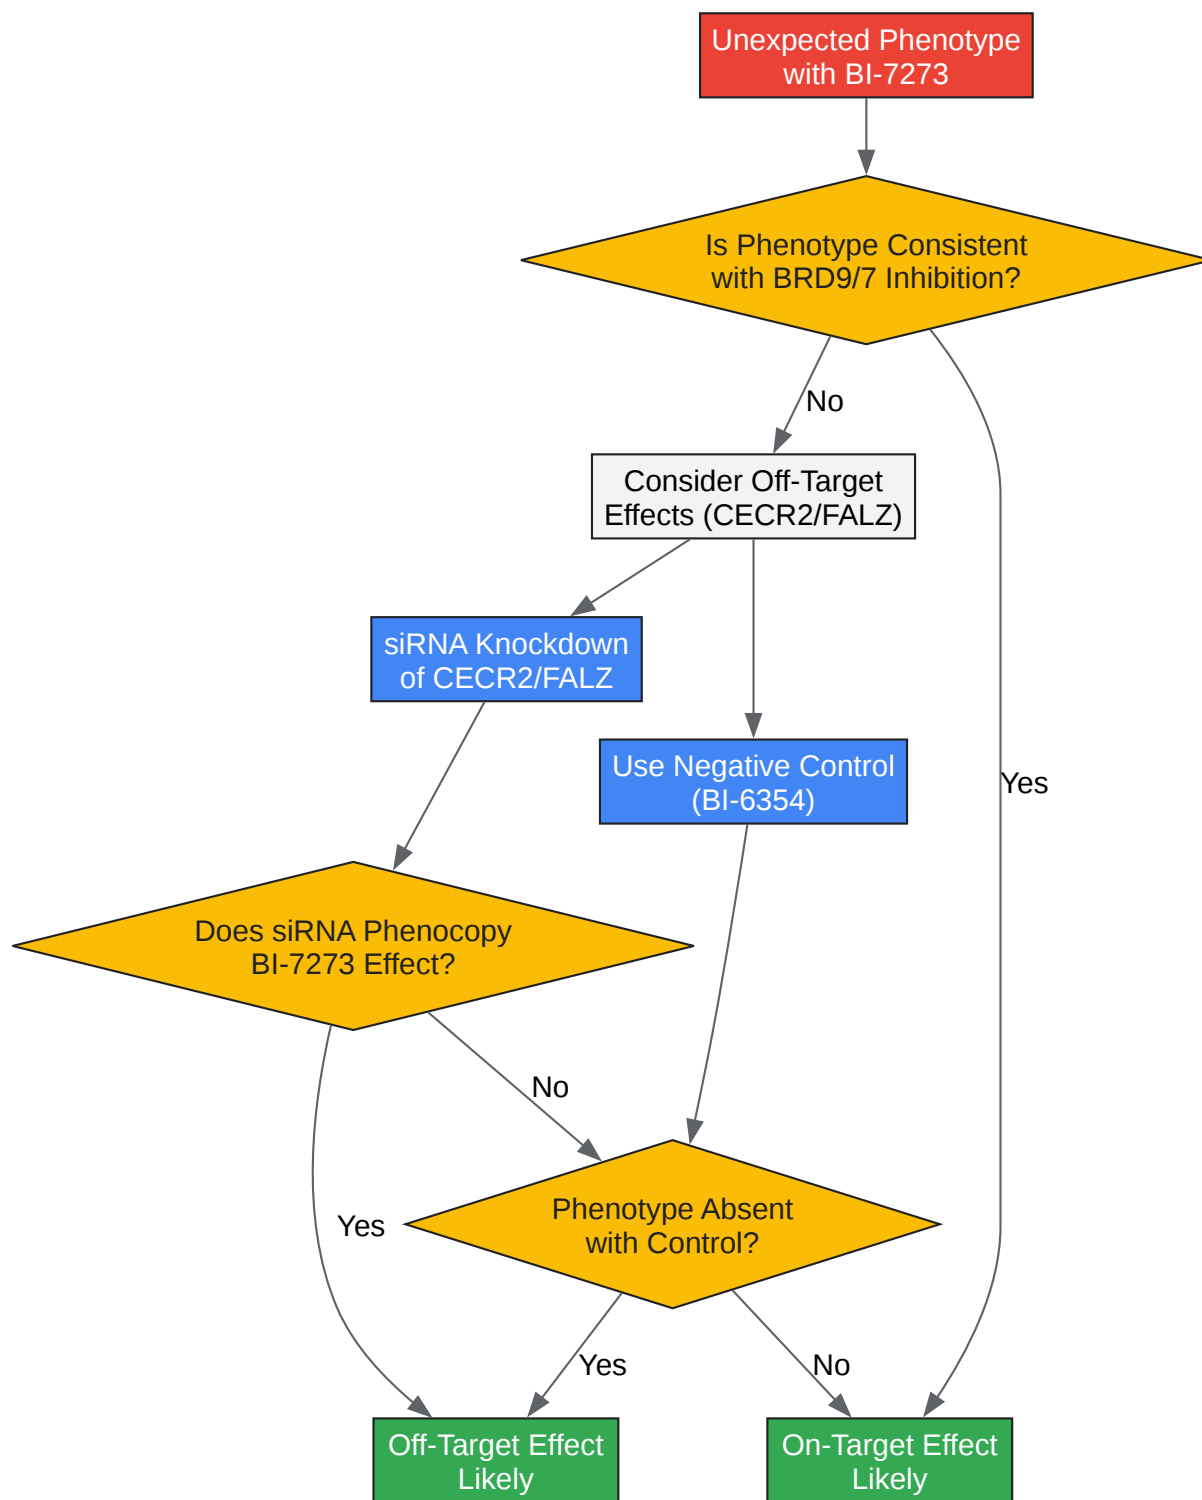 Unexpected Phenotype
with BI-7273
Is Phenotype Consistent
with BRD9/7 Inhibition?
No
Consider Off-Target
Effects (CECR2/FALZ)
siRNA Knockdown
of CECR2/FALZ
Use Negative Control
(BI-6354)
Yes
Does siRNA Phenocopy
BI-7273 Effect?
No
Yes
Phenotype Absent
with Control?
Yes
No
Off-Target Effect
Likely
On-Target Effect
Likely